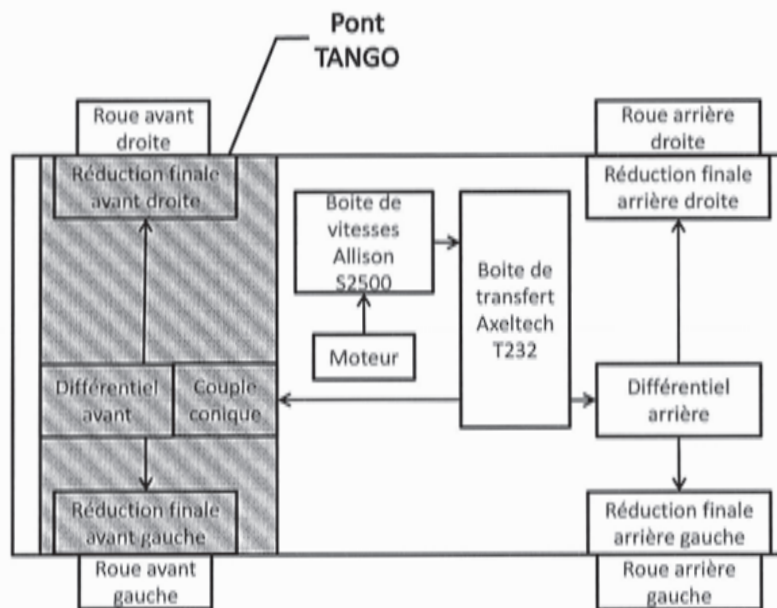 Pont
TANGO
Roue avant
droite
Roue arrière
droite
Réduction finale
avant droite
Réduction finale
arrière droite
Boite de
vitesses
Allison
S2500
Boite de
transfert
Axeltech
T232
Moteur
Différentiel
avant
Couple
conique
Différentiel
arrière
Réduction finale
avant gauche
Réduction finale
arrière gauche
Roue avant
gauche
Roue arrière
gauche